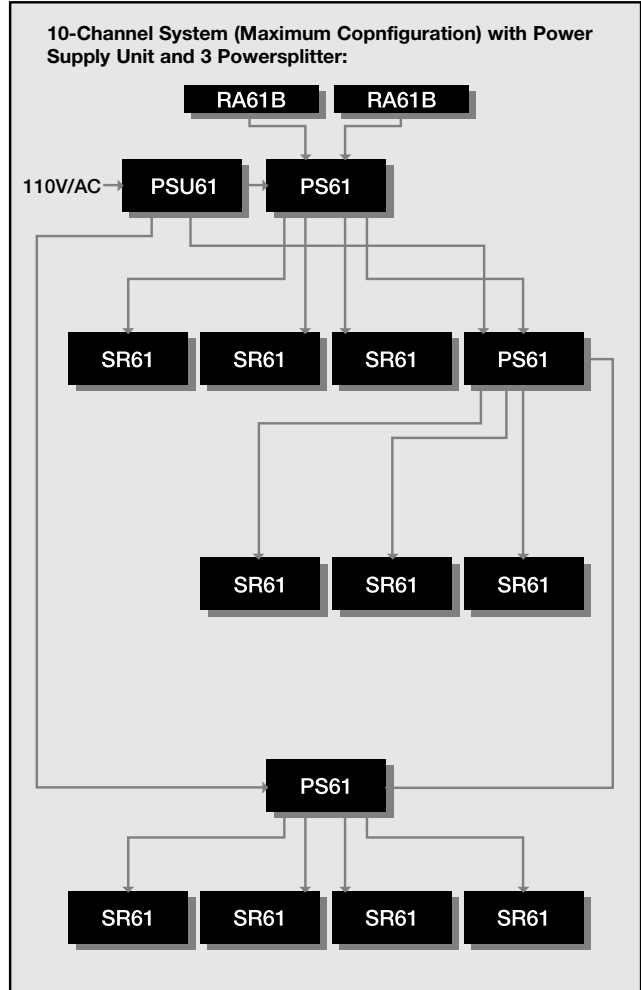 10-Channel System (Maximum Copnfiguration) with Power
Supply Unit and 3 Powersplitter:
RA61B RA61B
110V/AC PSU61 PS61
SR61 SR61 SR61 PS61
SR61 SR61 SR61
PS61
SR61 SR61 SR61 SR61